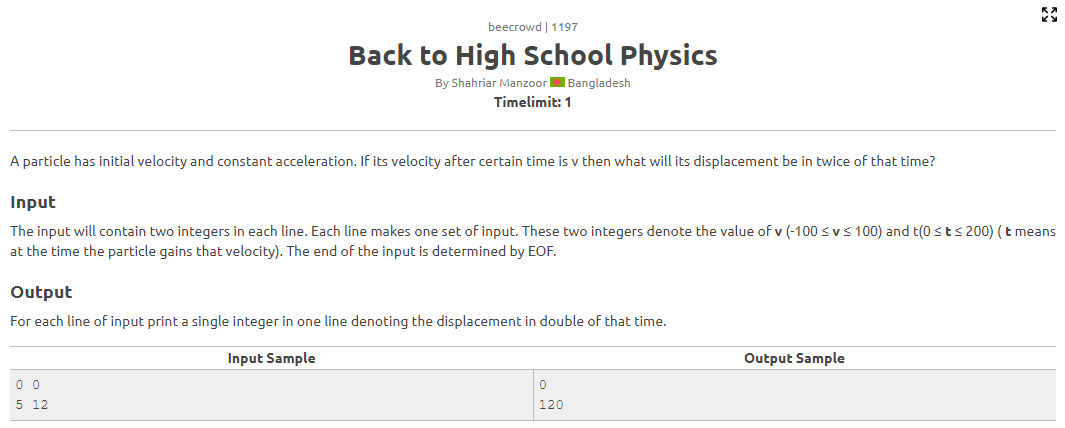 beecrowd | 1197
Back to High School Physics
By Shahriar Manzoor Bangladesh
Timelimit: 1
A particle has initial velocity and constant acceleration. If its velocity after certain time is v then what will its displacement be in twice of that time?
Input
The input will contain two integers in each line. Each line makes one set of input. These two integers denote the value of v (-100 ≤ v ≤ 100) and t(0 ≤ t ≤ 200) ( t means
at the time the particle gains that velocity). The end of the input is determined by EOF.
Output
For each line of input print a single integer in one line denoting the displacement in double of that time.
Input Sample Output Sample
0 0 0
5 12 120